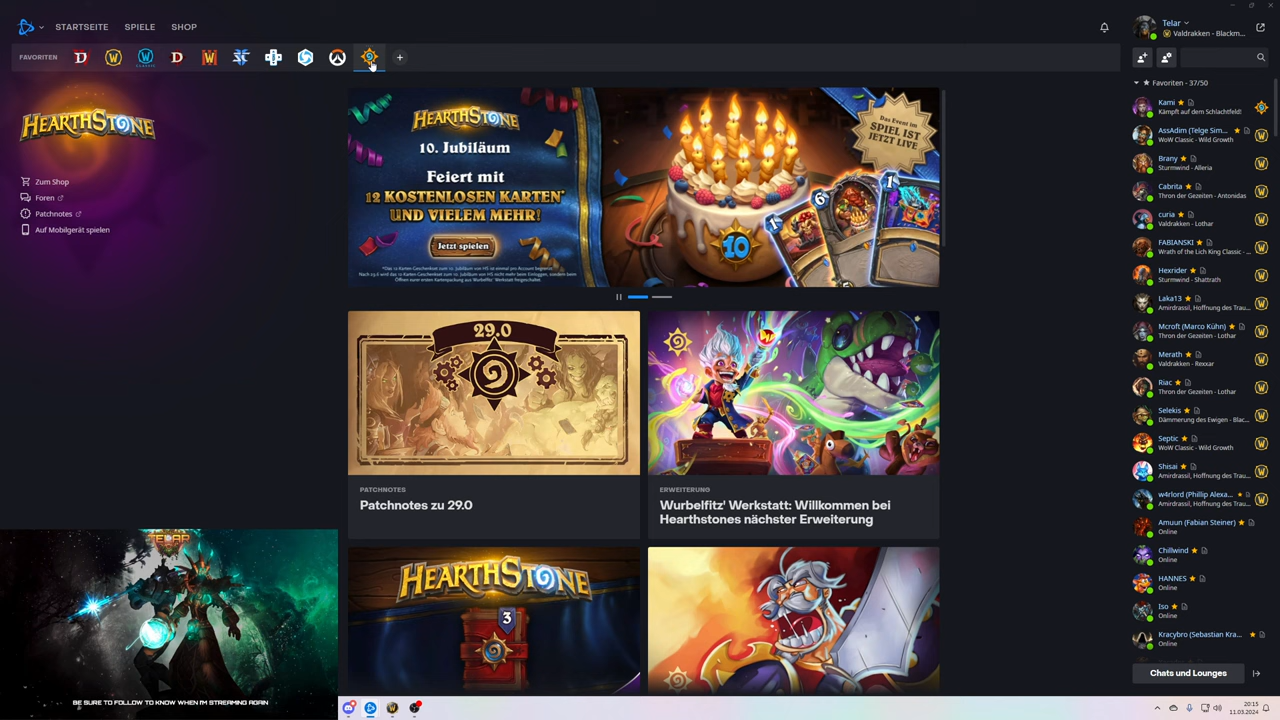 STARTSEITE
SPIELE
SHOP
FAVORITEN
HEARTHSTONE
Zum Shop
Foren
Patchnotes
Auf Mobilgerät spielen
HEARTHSTONE
10. Jubiläum
Feiert mit
12 KOSTENLOSEN KARTEN*
UND VIELEM MEHR!
Jetzt spielen
Das Event im
SPIEL IST
JETZT LIVE
10
1
6
1
29.0
PATCHNOTES
Patchnotes zu 29.0
ERWEITERUNG
Wurbelfitz' Werkstatt: Willkommen bei
Hearthstones nächster Erweiterung
HEARTHSTONE
3
TELAR
BE SURE TO FOLLOW TO KNOW WHEN I'M STREAMING AGAIN
Telar
Valdrakken - Blackm...
Favoriten - 37/50
Kami
Kämpft auf dem Schlachtfeld!
AssAdim (Telge Sim...
WoW Classic - Wild Growth
Brany
Sturmwind - Alleria
Cabrita
Thron der Gezeiten - Antonidas
curia
Valdrakken - Lothar
FABIANSKI
Wrath of the Lich King Classic - ...
Hexrider
Sturmwind - Shattrath
Laka13
Amirdrassil, Hoffnung des Trau...
Mcroft (Marco Kühn)
Thron der Gezeiten - Lothar
Merath
Valdrakken - Rexxar
Riac
Thron der Gezeiten - Lothar
Selekis
Dämmerung des Ewigen - Blac...
Septic
WoW Classic - Wild Growth
Shisai
Amirdrassil, Hoffnung des Trau...
w4rlord (Phillip Alexa...
Amirdrassil, Hoffnung des Trau...
Amuun (Fabian Steiner)
Online
Chillwind
Online
HANNES
Online
Iso
Online
Kracybro (Sebastian Kra...
Online
Chats und Lounges
20:15
11.03.2024